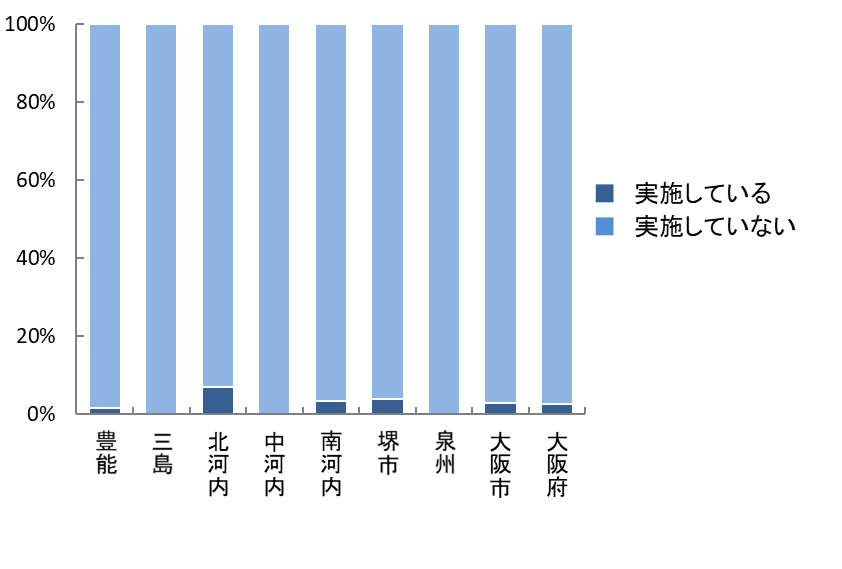 100%
80%
60%
40%
20%
0%
実施している
実施していない
豊能
三島
北河内
中河内
南河内
堺市
泉州
大阪市
大阪府